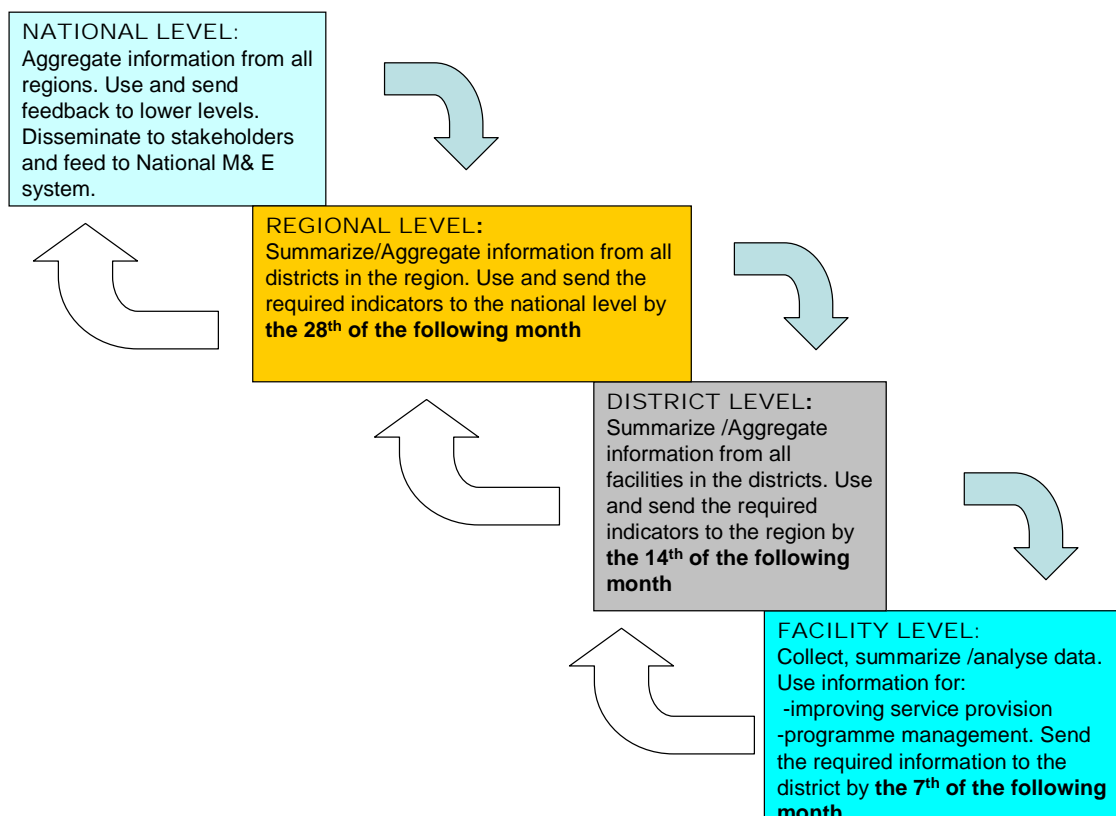 NATIONAL LEVEL:
Aggregate information from all
regions. Use and send
feedback to lower levels.
Disseminate to stakeholders
and feed to National M& E
system.
REGIONAL LEVEL:
Summarize/Aggregate information from all
districts in the region. Use and send the
required indicators to the national level by
the 28th of the following month
DISTRICT LEVEL:
Summarize /Aggregate
information from all
facilities in the districts. Use
and send the required
indicators to the region by
the 14th of the following
month
FACILITY LEVEL:
Collect, summarize /analyse data.
Use information for:
-improving service provision
-programme management. Send
the required information to the
district by the 7th of the following
month